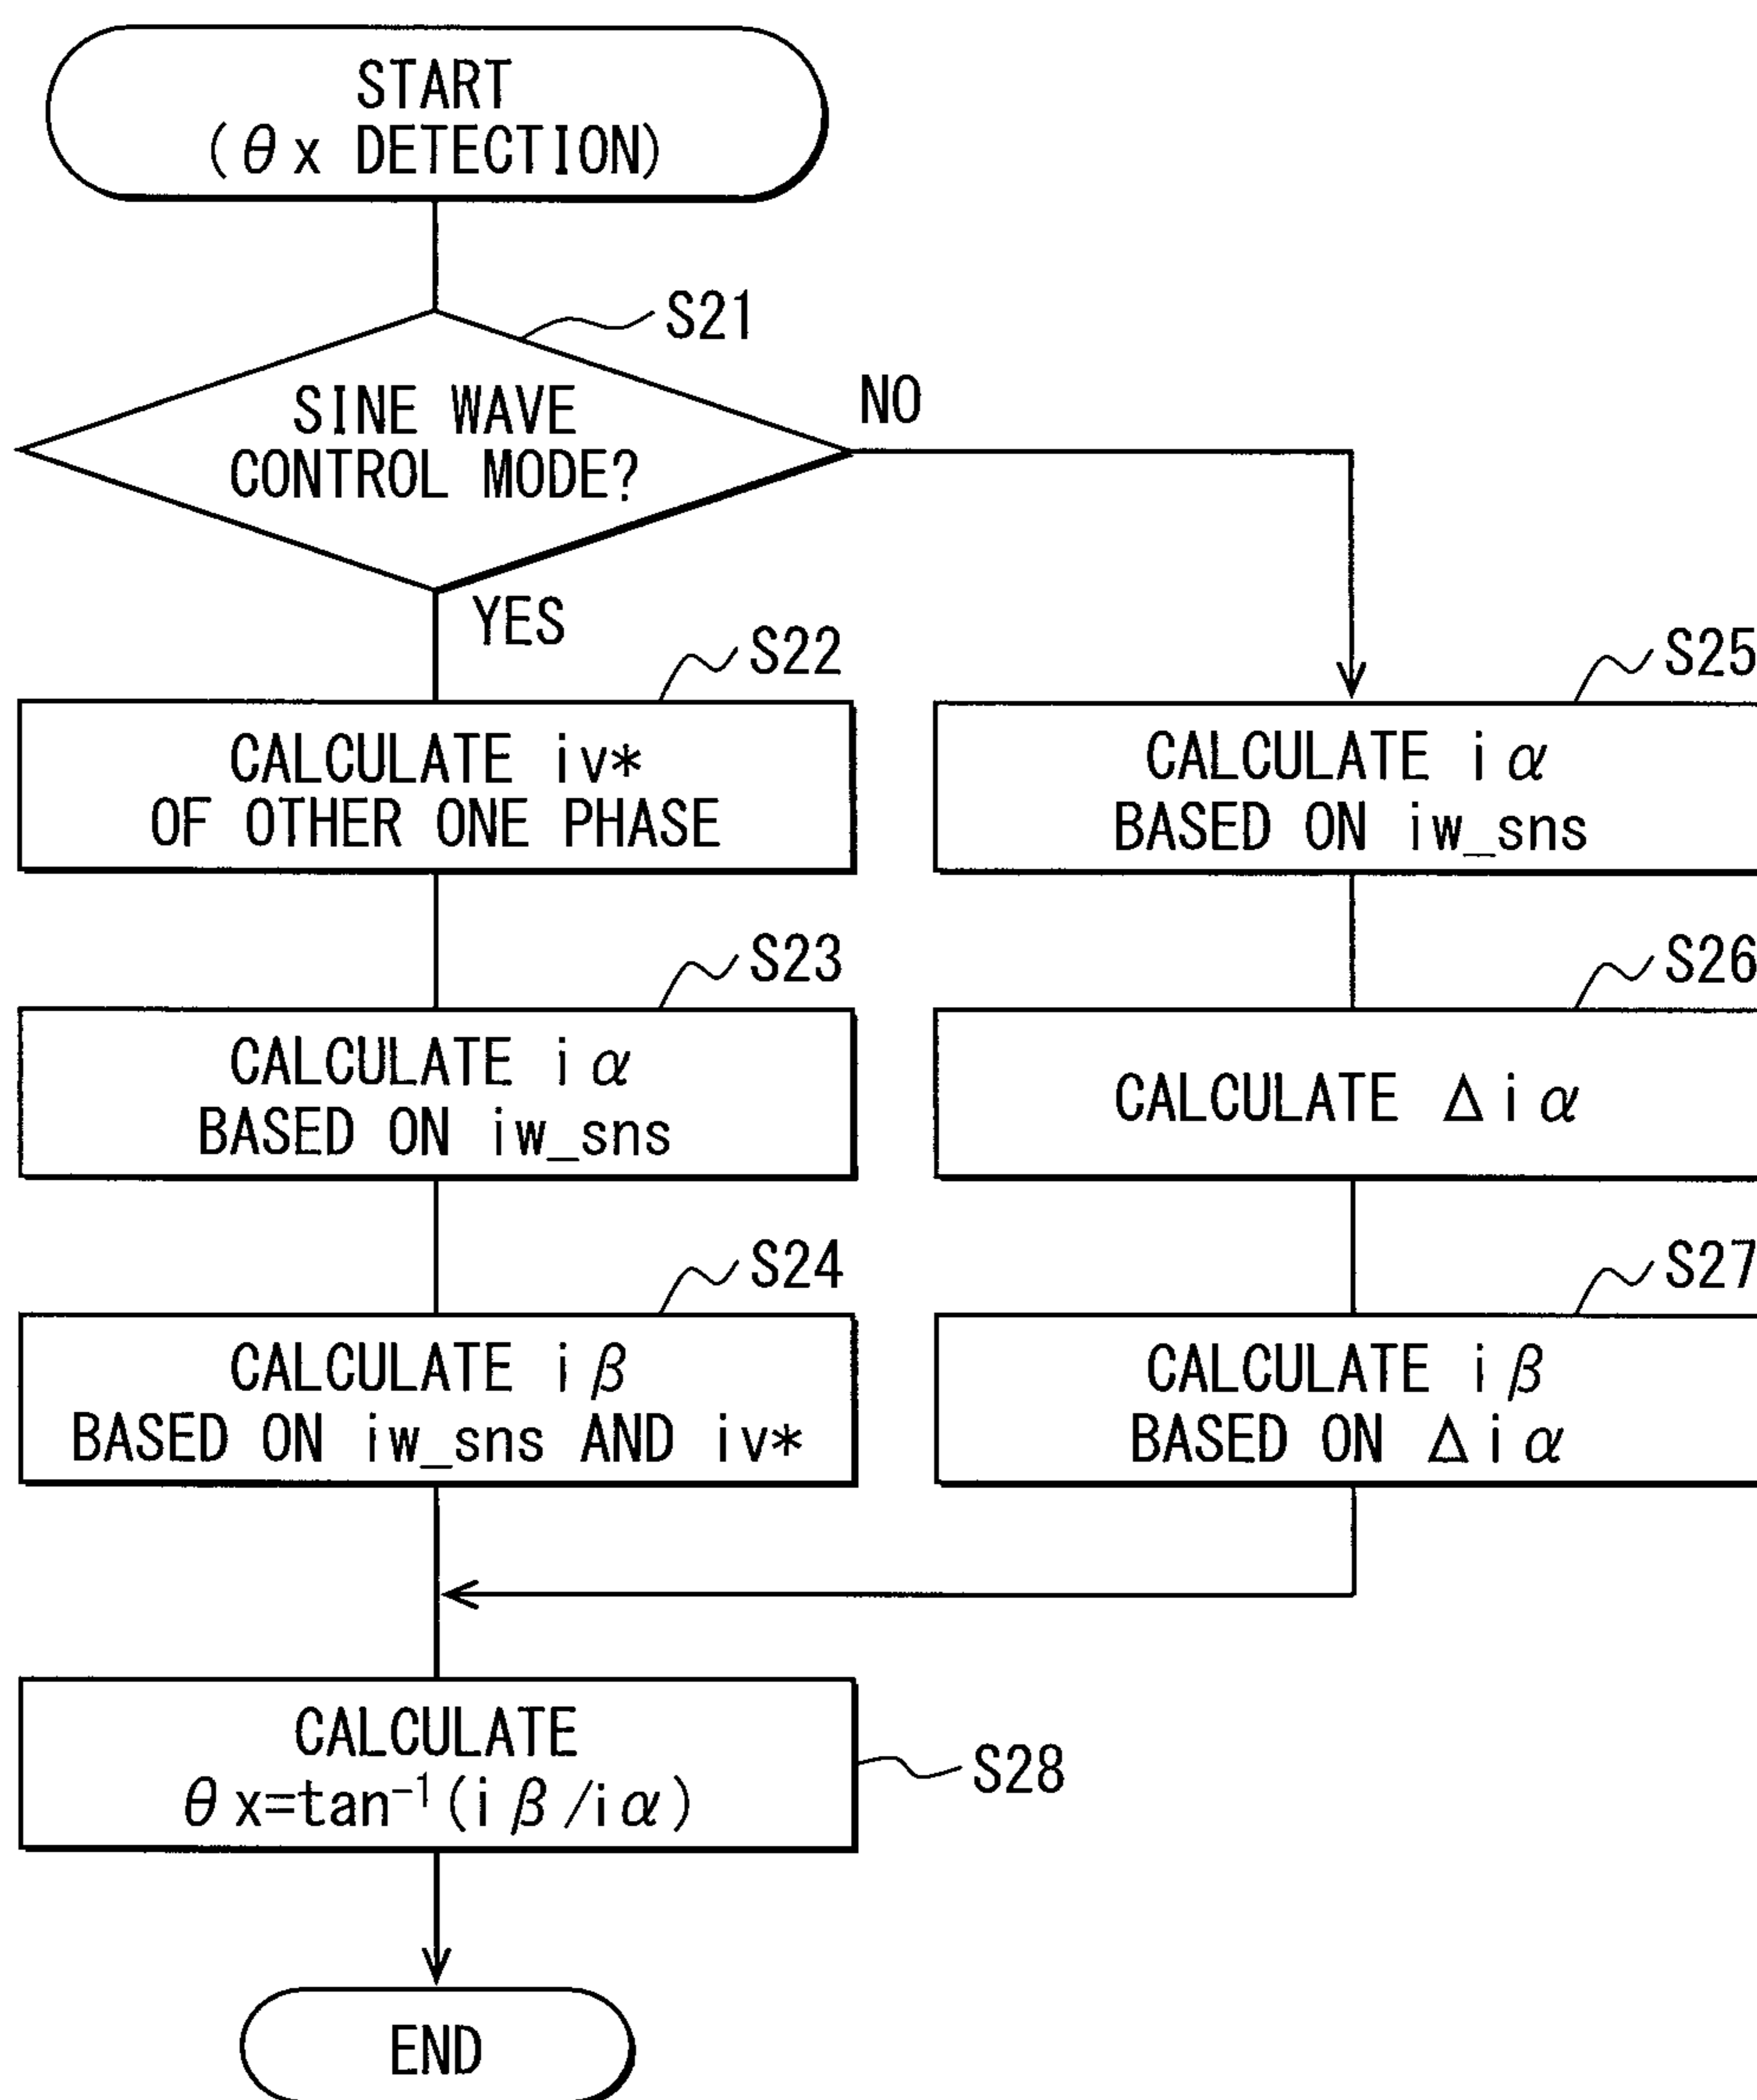 START
(θx DETECTION)
S21
SINE WAVE
CONTROL MODE?
NO
YES
S22
CALCULATE iv*
OF OTHER ONE PHASE
S23
CALCULATE iα
BASED ON iw_sns
S24
CALCULATE iβ
BASED ON iw_sns AND iv*
S25
CALCULATE iα
BASED ON iw_sns
S26
CALCULATE Δiα
S27
CALCULATE iβ
BASED ON Δiα
CALCULATE
θx=tan⁻¹(iβ/iα)
S28
END